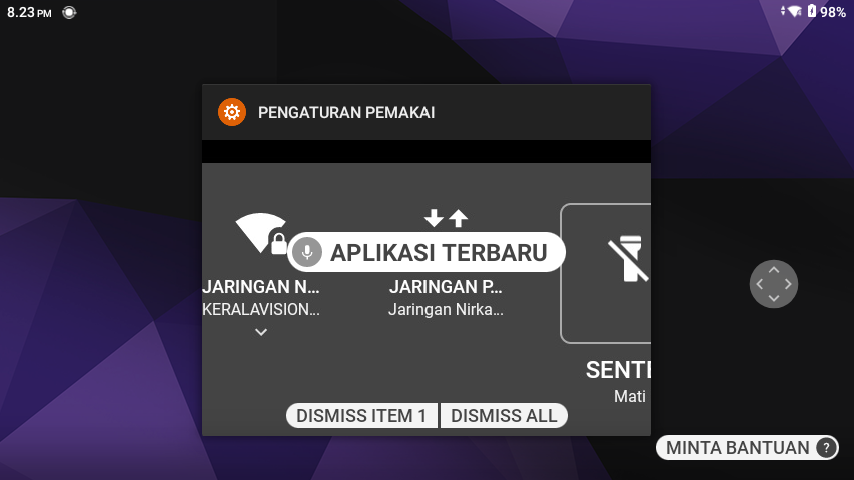 8.23 PM
98%
PENGATURAN PEMAKAI
APLIKASI TERBARU
JARINGAN N...
JARINGAN P...
KERALAVISION...
Jaringan Nirka...
SENTE
Mati
DISMISS ITEM 1
DISMISS ALL
MINTA BANTUAN ?